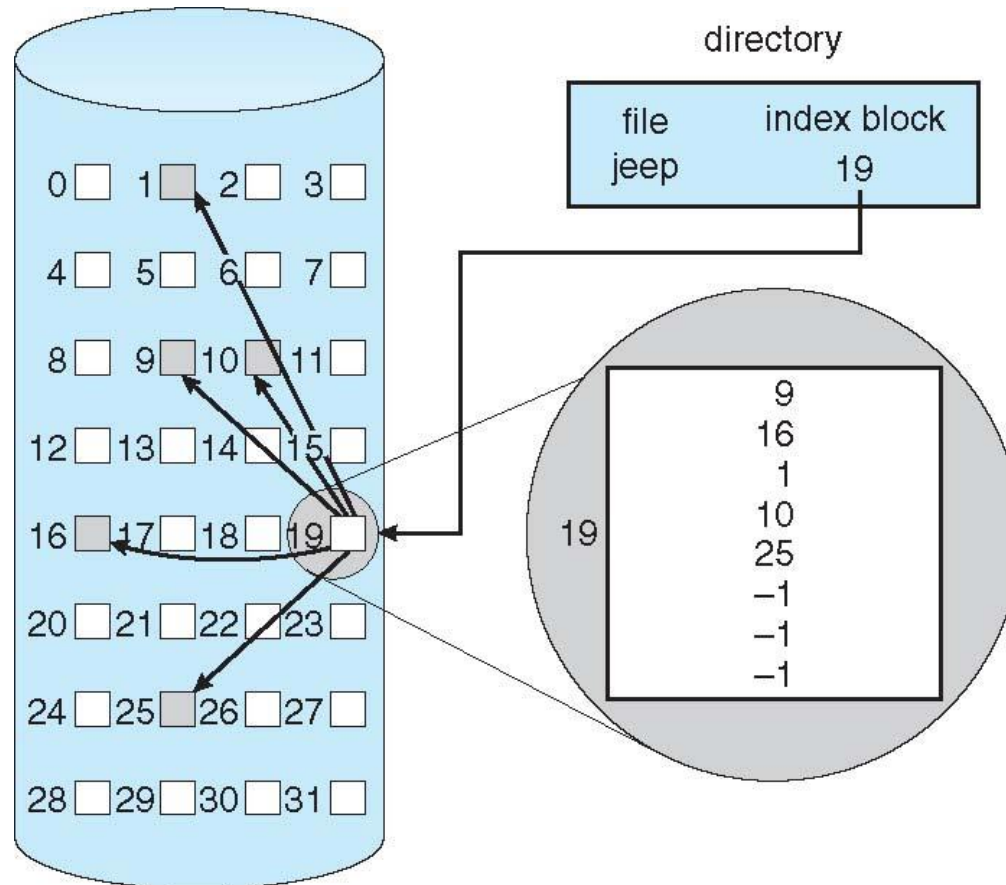 directory
file index block
jeep 19
0 1 2 3
4 5 6 7
8 9 10 11
12 13 14 15
16 17 18 19
20 21 22 23
24 25 26 27
28 29 30 31
19
9
16
1
10
25
–1
–1
–1